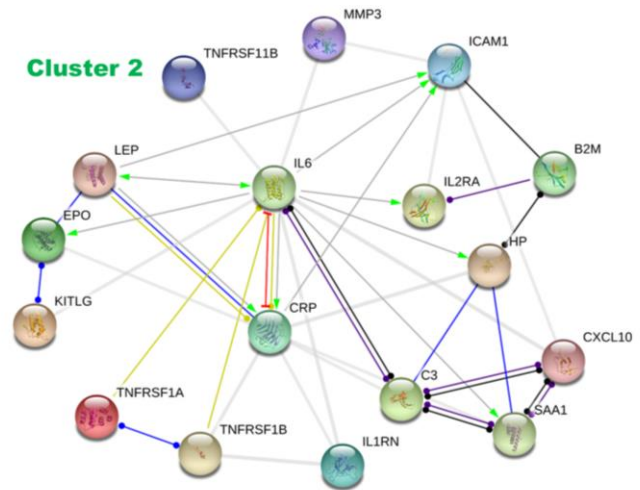 MMP3
ICAM1
TNFRSF11B
Cluster 2
LEP
IL6
B2M
IL2RA
EPO
HP
KITLG
CRP
CXCL10
C3
TNFRSF1A
SAA1
TNFRSF1B
IL1RN